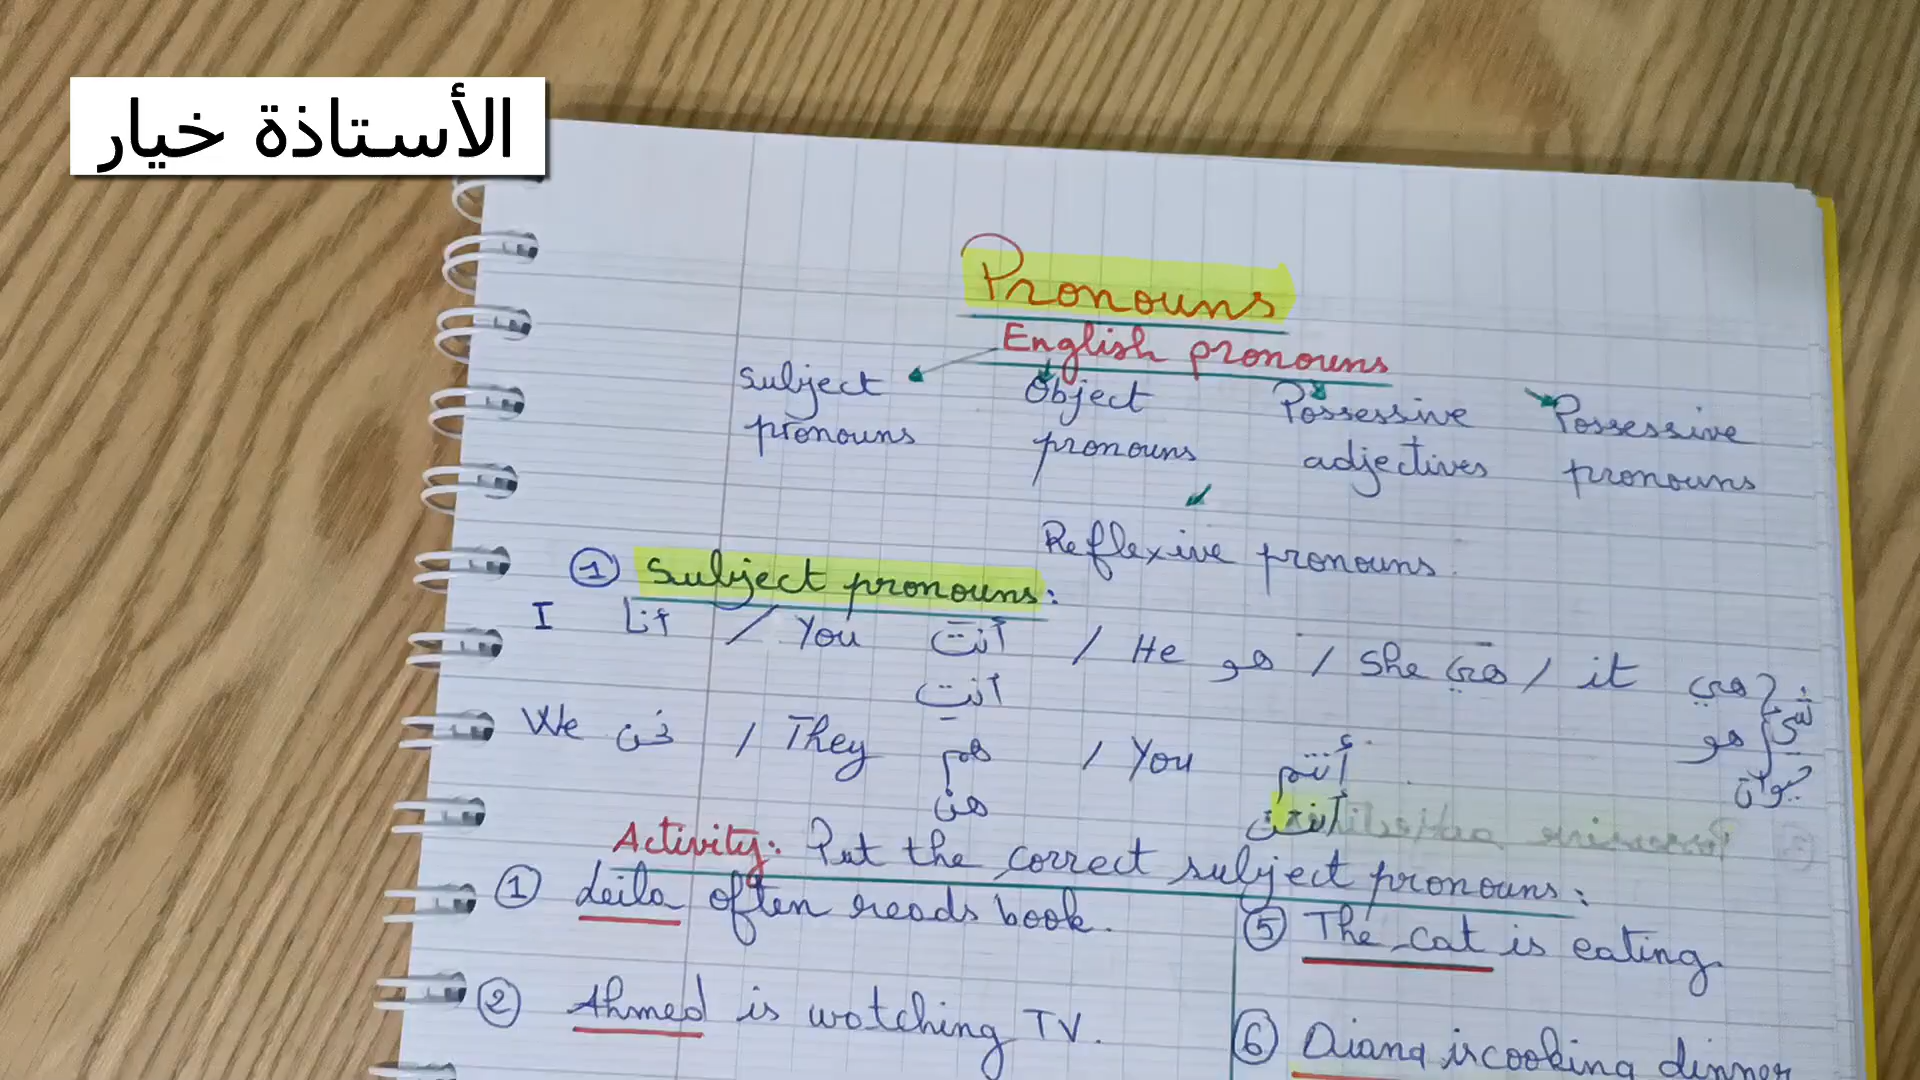 الأستاذة خيار
Pronouns
English pronouns
Subject pronouns
Object pronouns
Possessive adjectives
Possessive pronouns
Reflexive pronouns.
① Subject pronouns:
I أنا / You أنتَ أنتِ / He هو / She هي / it هي هو شيء حيوان
We نحن / They هم هن / You أنتم أنتن
Activity: Put the correct subject pronouns:
① Leila often reads book.
② Ahmed is watching TV.
⑤ The cat is eating.
⑥ Diana is cooking dinner